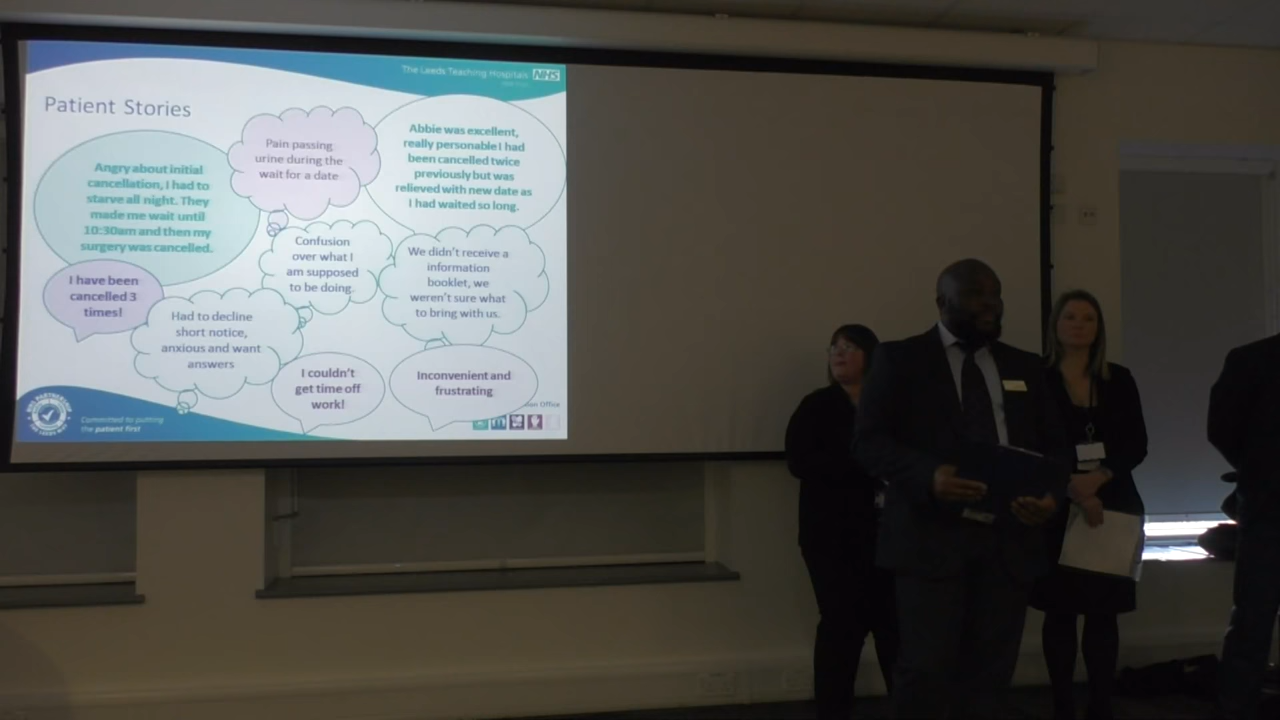 The Leeds Teaching Hospitals NHS
Patient Stories
Angry about initial
cancellation, I had to
starve all night. They
made me wait until
10:30am and then my
surgery was cancelled.
Pain passing
urine during the
wait for a date
Abbie was excellent,
really personable I had
been cancelled twice
previously but was
relieved with new date as
I had waited so long.
Confusion
over what I
am supposed
to be doing.
We didn't receive a
information
booklet, we
weren't sure what
to bring with us.
I have been
cancelled 3
times!
Had to decline
short notice,
anxious and want
answers
I couldn't
get time off
work!
Inconvenient and
frustrating
Committed to putting
the patient first
Office